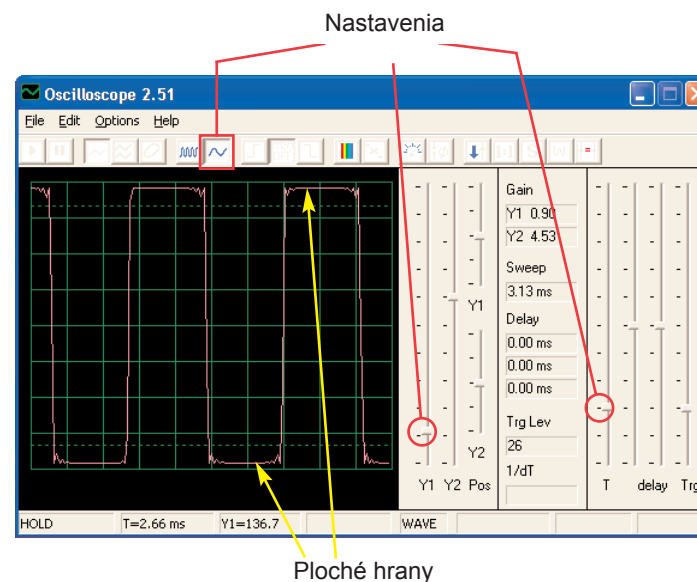 Nastavenia
Oscilloscope 2.51
File Edit Options Help
Gain
Y1 0.90
Y2 4.53
Sweep
3.13 ms
Delay
0.00 ms
0.00 ms
0.00 ms
Trg Lev
26
1/dT
Y1
Y2
Y1 Y2 Pos
T delay Trg
HOLD T=2.66 ms Y1=136.7 WAVE
Ploché hrany